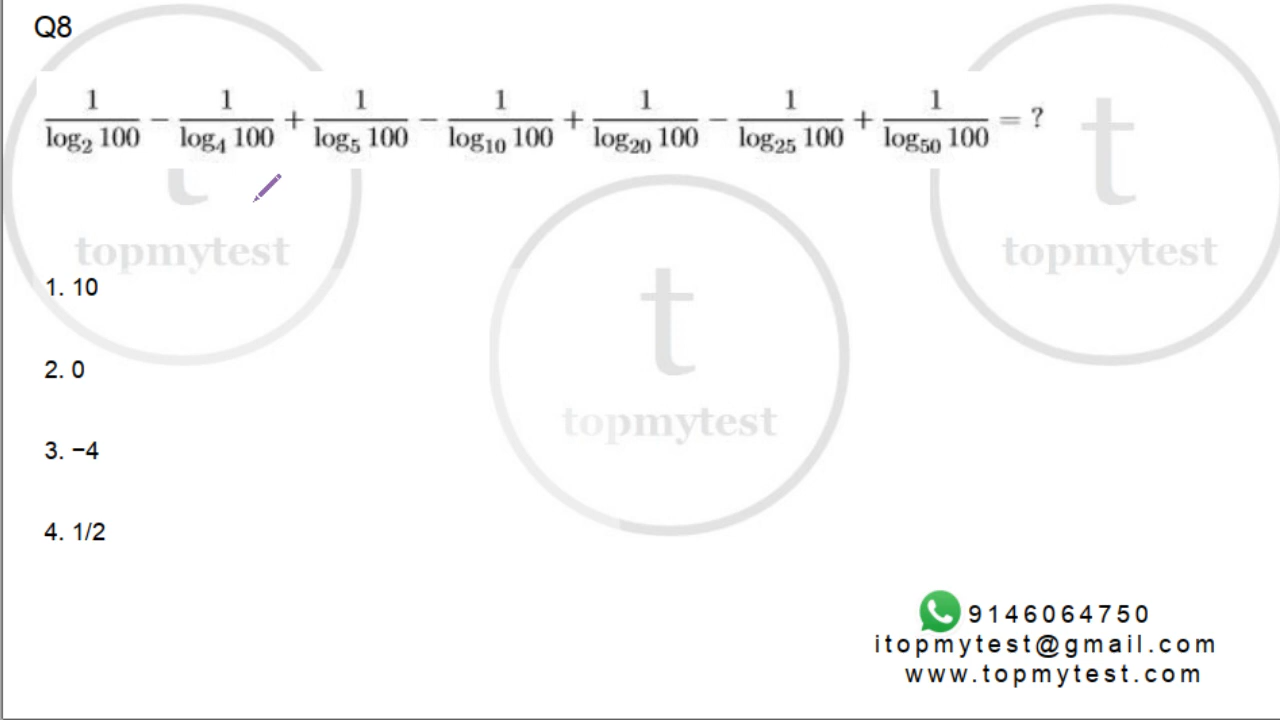 Q8
1/log₂ 100 − 1/log₄ 100 + 1/log₅ 100 − 1/log₁₀ 100 + 1/log₂₀ 100 − 1/log₂₅ 100 + 1/log₅₀ 100 = ?
t
topmytest
t
topmytest
t
topmytest
1. 10
2. 0
3. −4
4. 1/2
9146064750
itopmytest@gmail.com
www.topmytest.com